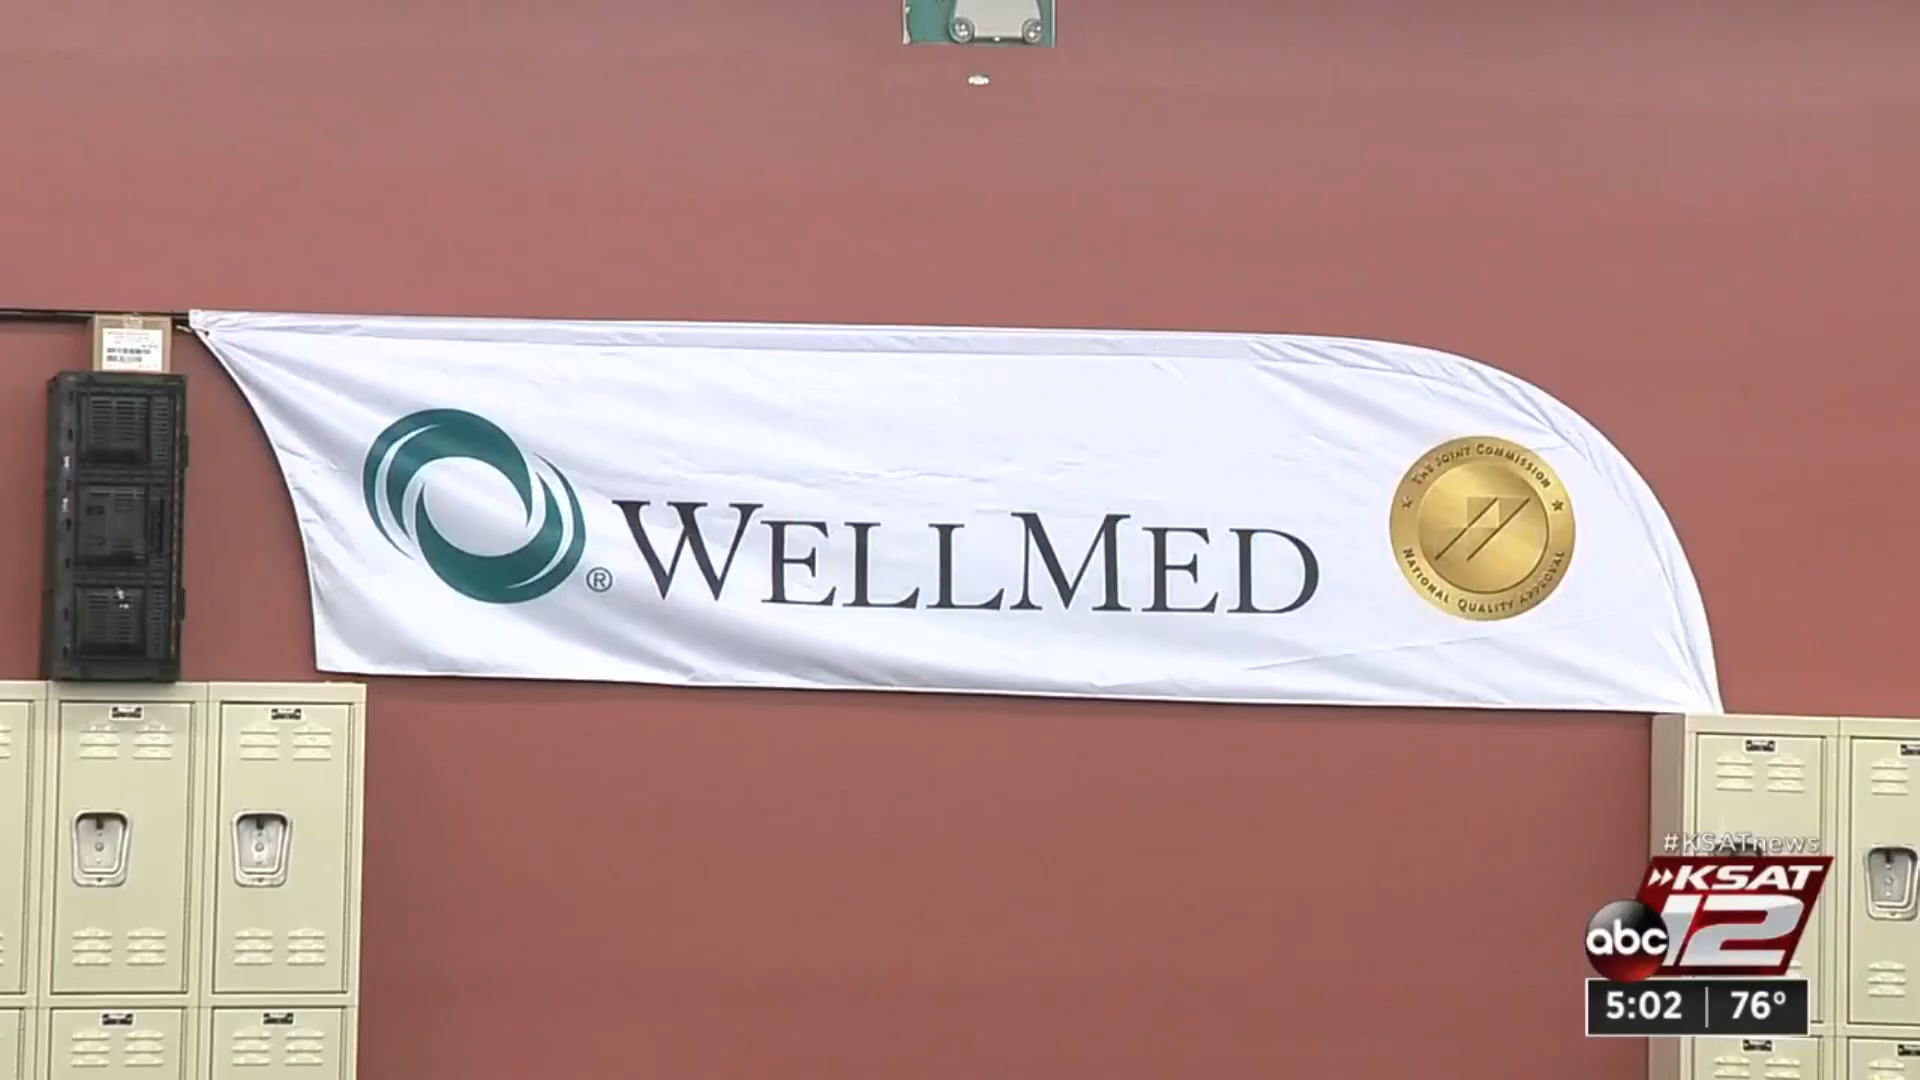 ® WELLMED
THE JOINT COMMISSION
NATIONAL QUALITY APPROVAL
#KSATnews
KSAT
abc 12
5:02 | 76°